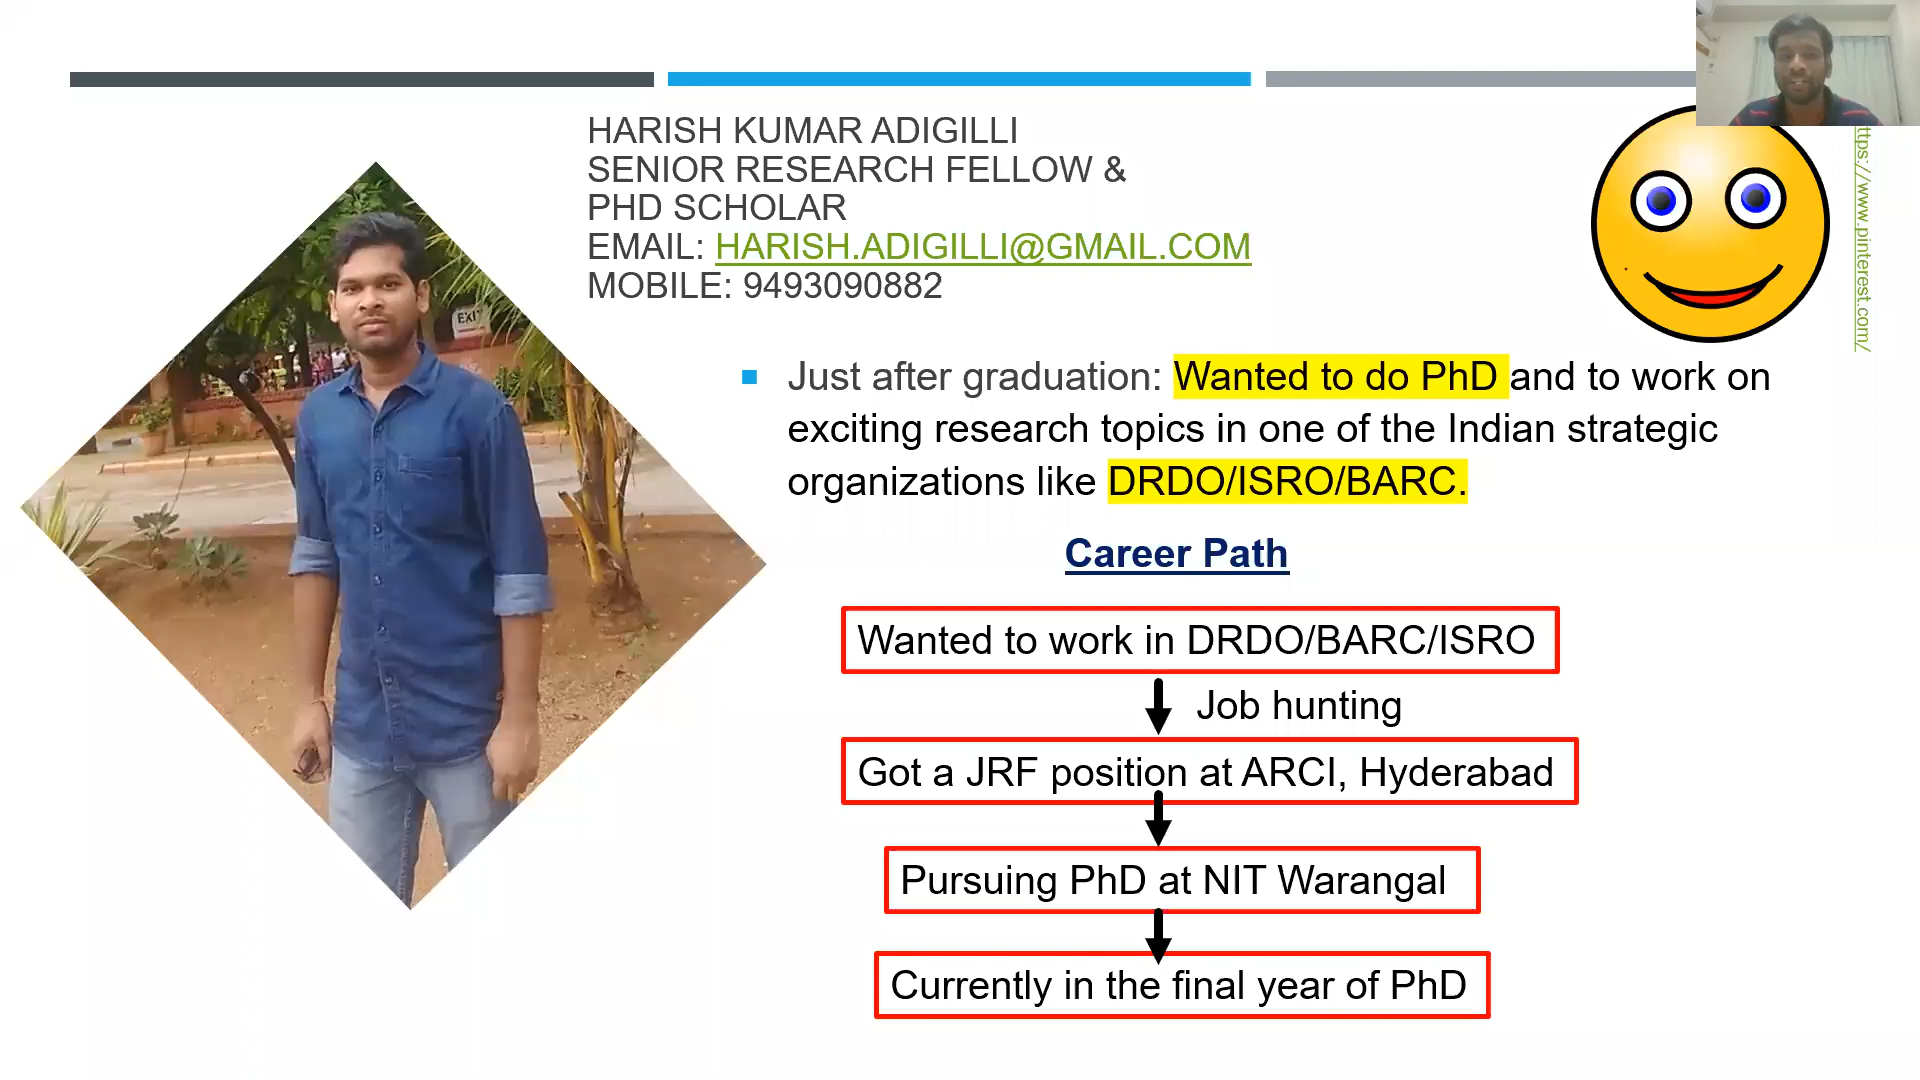 HARISH KUMAR ADIGILLI
SENIOR RESEARCH FELLOW &
PHD SCHOLAR
EMAIL: HARISH.ADIGILLI@GMAIL.COM
MOBILE: 9493090882
ttps://www.pinterest.com/
EXIT
Just after graduation: Wanted to do PhD and to work on
exciting research topics in one of the Indian strategic
organizations like DRDO/ISRO/BARC.
Career Path
Wanted to work in DRDO/BARC/ISRO
Job hunting
Got a JRF position at ARCI, Hyderabad
Pursuing PhD at NIT Warangal
Currently in the final year of PhD